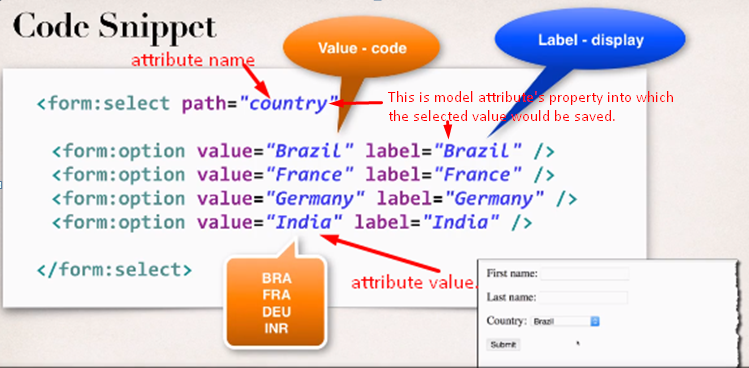 Code Snippet
Value - code
Label - display
attribute name
<form:select path="country"
This is model attribute's property into which
the selected value would be saved.
<form:option value="Brazil" label="Brazil" />
<form:option value="France" label="France" />
<form:option value="Germany" label="Germany" />
<form:option value="India" label="India" />
</form:select>
attribute value.
BRA
FRA
DEU
INR
First name:
Last name:
Country: Brazil
Submit